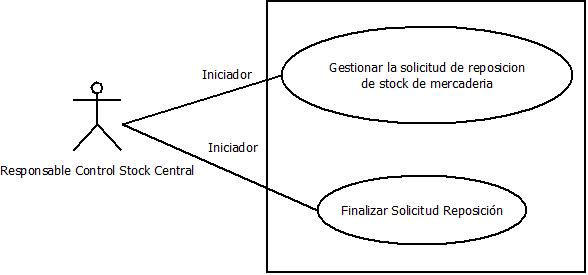 Iniciador
Gestionar la solicitud de reposicion
de stock de mercaderia
Iniciador
Responsable Control Stock Central
Finalizar Solicitud Reposición